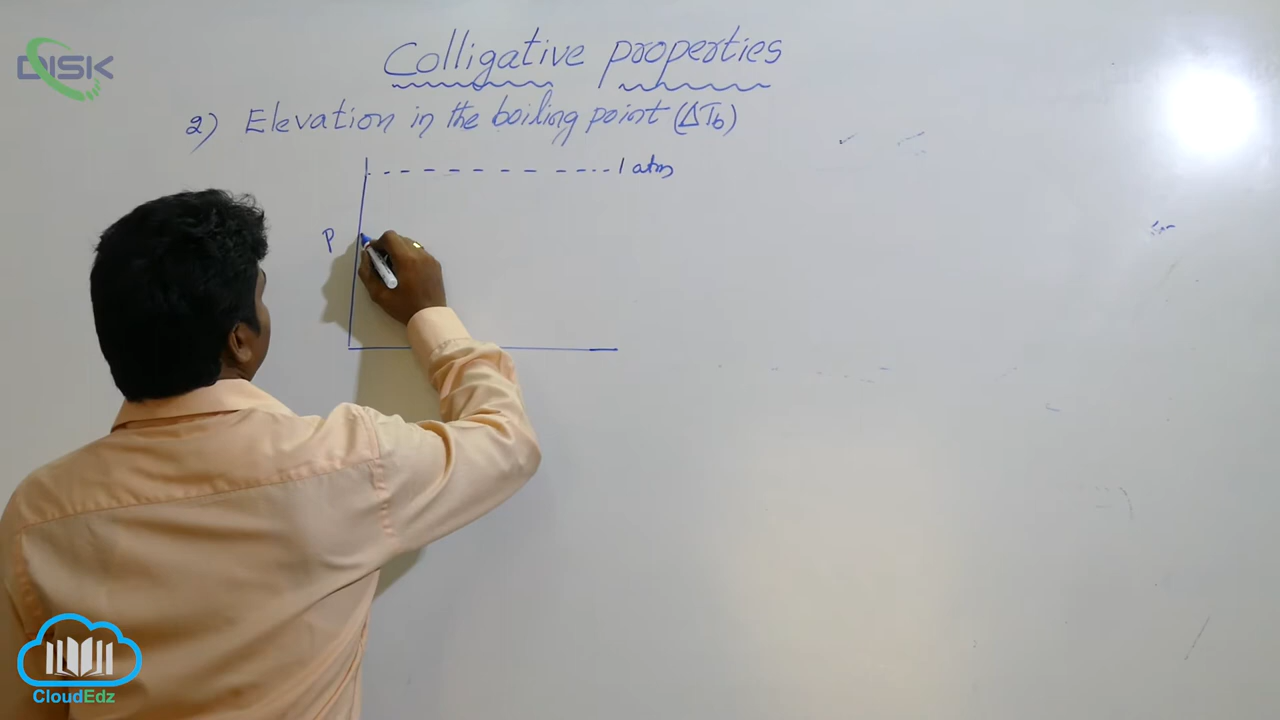 DISK
Colligative properties
2) Elevation in the boiling point (ΔTb)
1 atm
P
CloudEdz